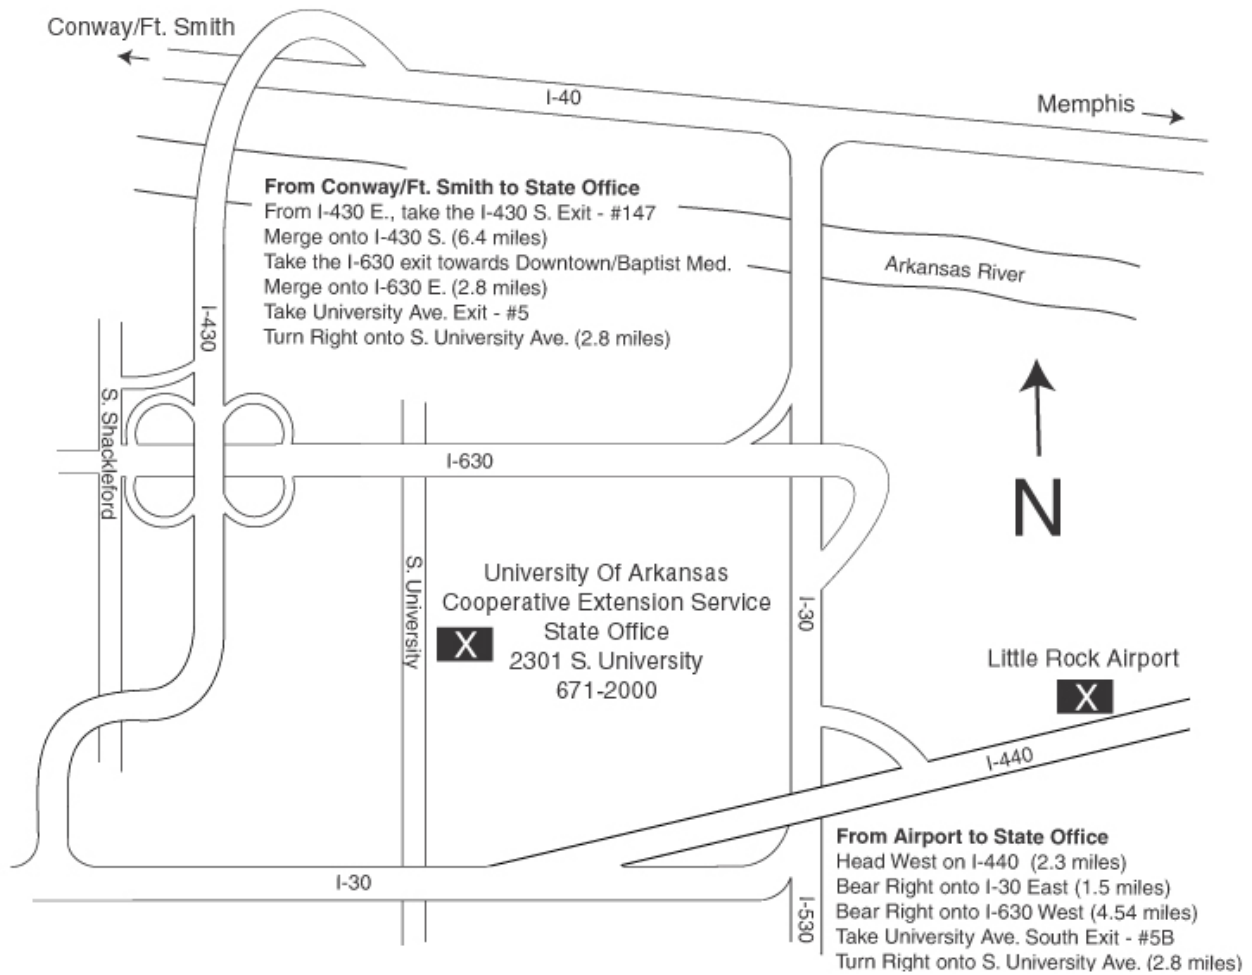 Conway/Ft. Smith
I-40
Memphis
From Conway/Ft. Smith to State Office
From I-430 E., take the I-430 S. Exit - #147
Merge onto I-430 S. (6.4 miles)
Take the I-630 exit towards Downtown/Baptist Med.
Merge onto I-630 E. (2.8 miles)
Take University Ave. Exit - #5
Turn Right onto S. University Ave. (2.8 miles)
Arkansas River
I-430
S. Shackleford
I-630
N
S. University
University Of Arkansas
Cooperative Extension Service
State Office
2301 S. University
671-2000
X
I-30
Little Rock Airport
X
I-440
I-30
I-530
From Airport to State Office
Head West on I-440 (2.3 miles)
Bear Right onto I-30 East (1.5 miles)
Bear Right onto I-630 West (4.54 miles)
Take University Ave. South Exit - #5B
Turn Right onto S. University Ave. (2.8 miles)